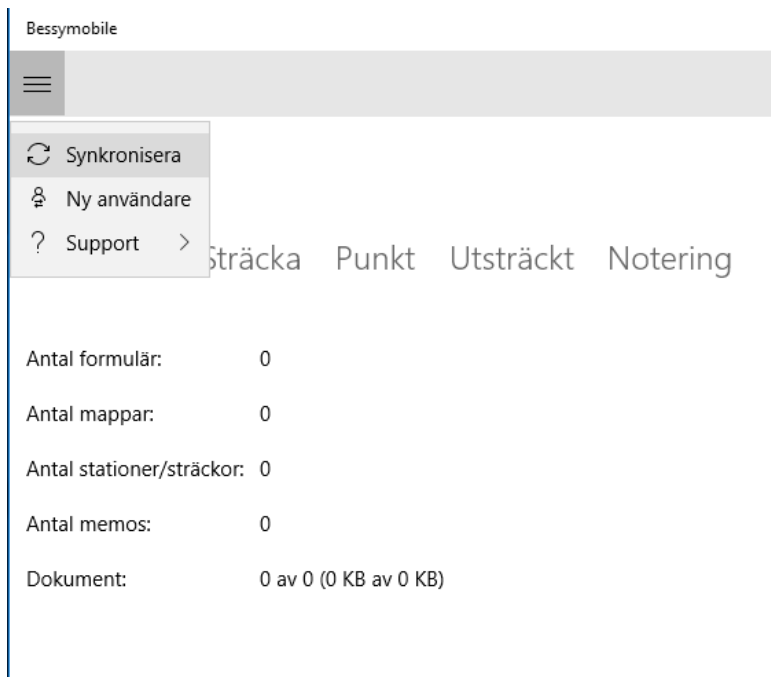 Bessymobile
Synkronisera
Ny användare
Support
Sträcka Punkt Utsträckt Notering
Antal formulär: 0
Antal mappar: 0
Antal stationer/sträckor: 0
Antal memos: 0
Dokument: 0 av 0 (0 KB av 0 KB)